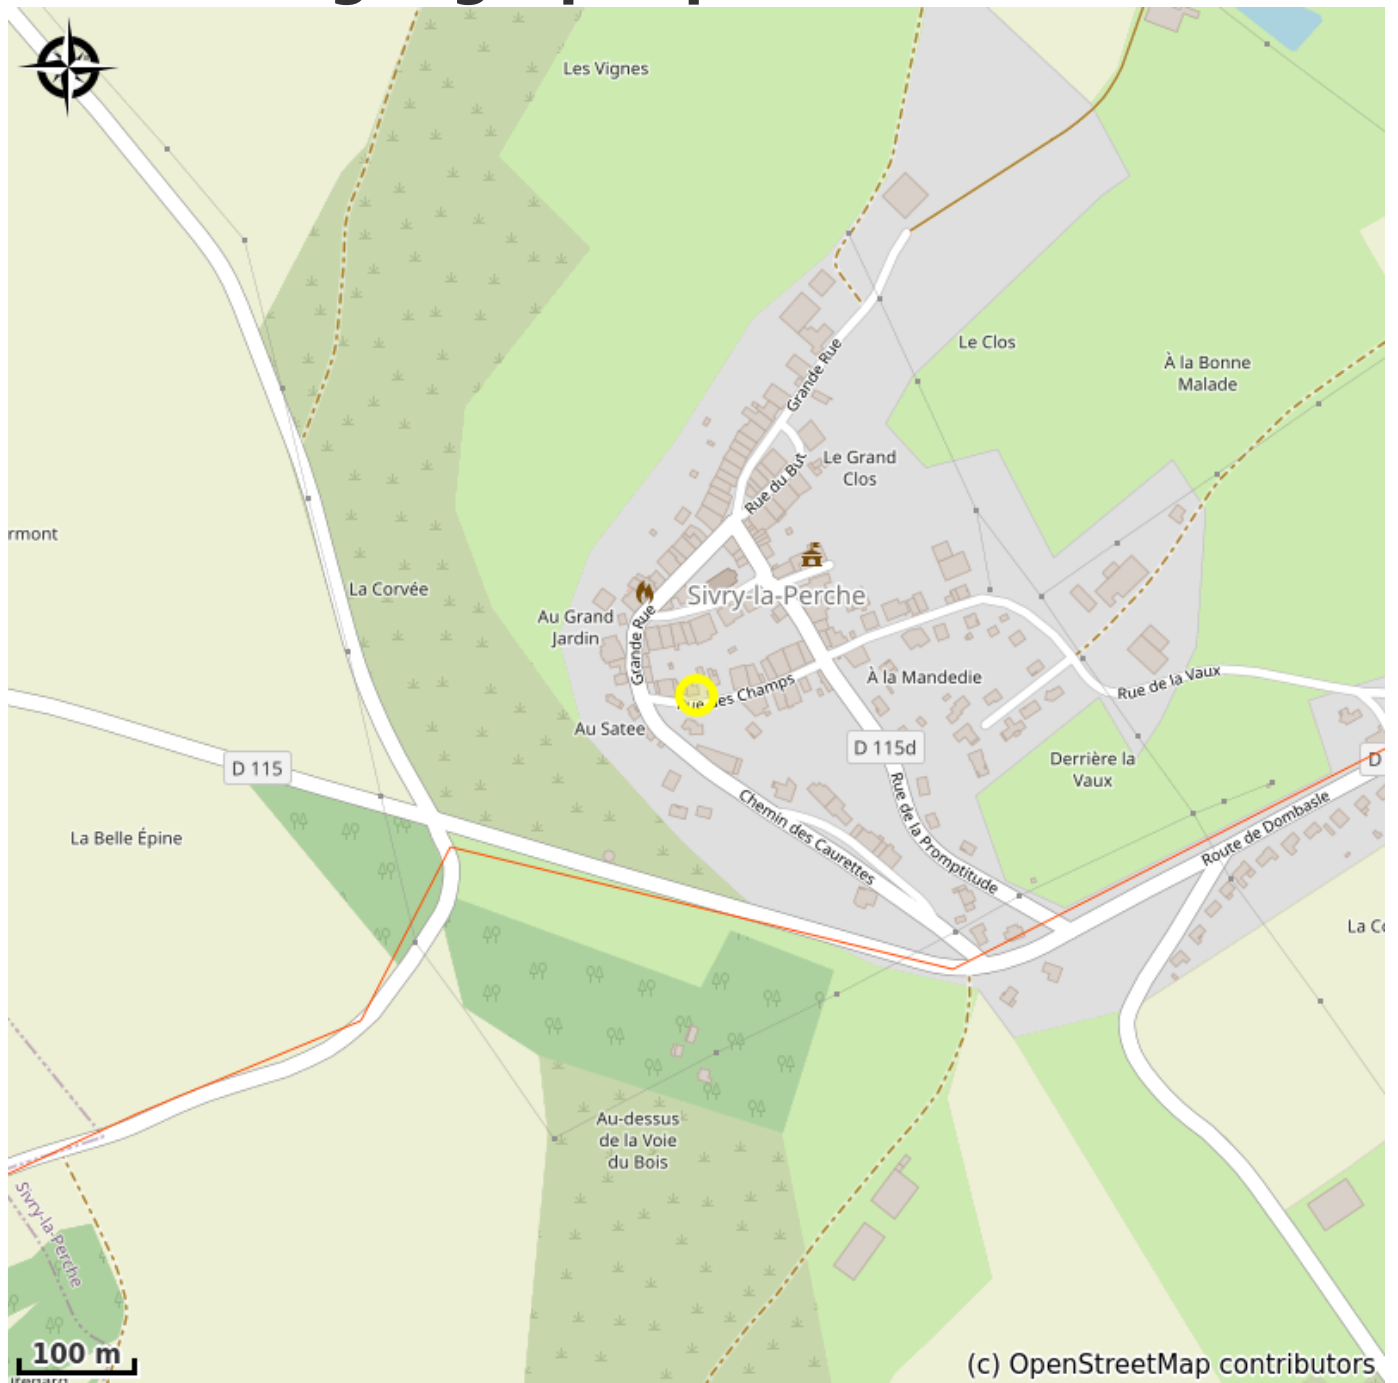 Les Vignes
Le Clos
À la Bonne
Malade
Grande Rue
Le Grand
Clos
Rue du But
rmont
La Corvée
Sivry-la-Perche
Au Grand
Jardin
Grande Rue
À la Mandedie
Rue de la Vaux
Rue des Champs
Au Satee
D 115d
Derrière la
Vaux
D
D 115
Chemin des Caurettes
Rue de la Promptitude
Route de Dombasle
La Belle Épine
La Co
Au-dessus
de la Voie
du Bois
Sivry-la-Perche
100 m
(c) OpenStreetMap contributors